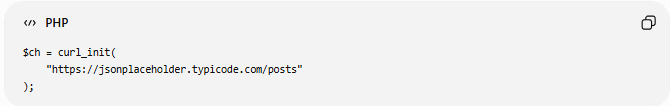 PHP
$ch = curl_init(
    "https://jsonplaceholder.typicode.com/posts"
);